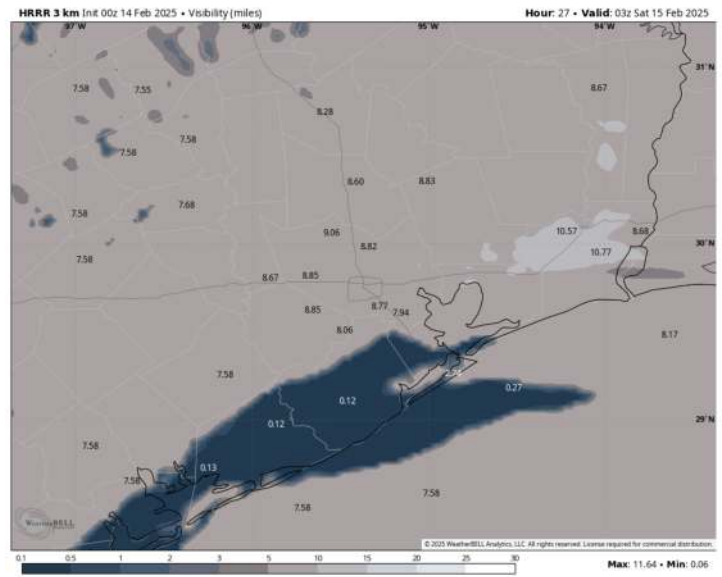 HRRR 3 km Init 00z 14 Feb 2025 • Visibility (miles) Hour: 27 • Valid: 03z Sat 15 Feb 2025
97°W 96°W 95°W 94°W
31°N
7.58 7.55 8.67
8.28
7.58
7.58
8.60 8.83
7.68
7.58
9.06 10.57 8.68
30°N
8.82
10.77
7.58
8.67 8.85
8.85 8.77 7.94
8.06 8.17
7.58
0.27
0.12
0.12 29°N
7.58
0.13
7.58
7.58
7.58
WeatherBELL
© 2025 WeatherBELL Analytics, LLC. All rights reserved. License required for commercial distribution.
0.1 0.5 1 2 3 5 10 15 20 25 30
Max: 11.64 • Min: 0.06